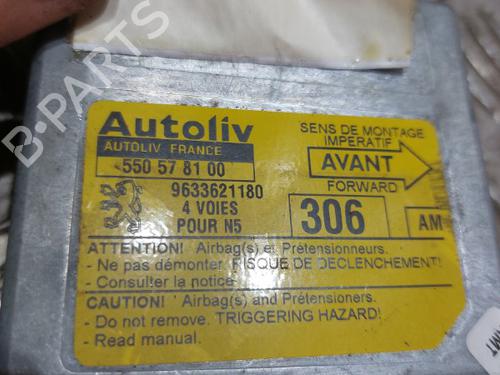 B-PARTS
Autoliv
AUTOLIV FRANCE
550 57 81 00
9633621180
4 VOIES
POUR N5
SENS DE MONTAGE
IMPERATIF
AVANT
FORWARD
306
AM
ATTENTION! Airbag(s) et Prétensionneurs.
- Ne pas démonter. RISQUE DE DECLENCHEMENT!
- Consulter la notice
CAUTION! Airbag(s) and Prétensioners.
- Do not remove. TRIGGERING HAZARD!
- Read manual.